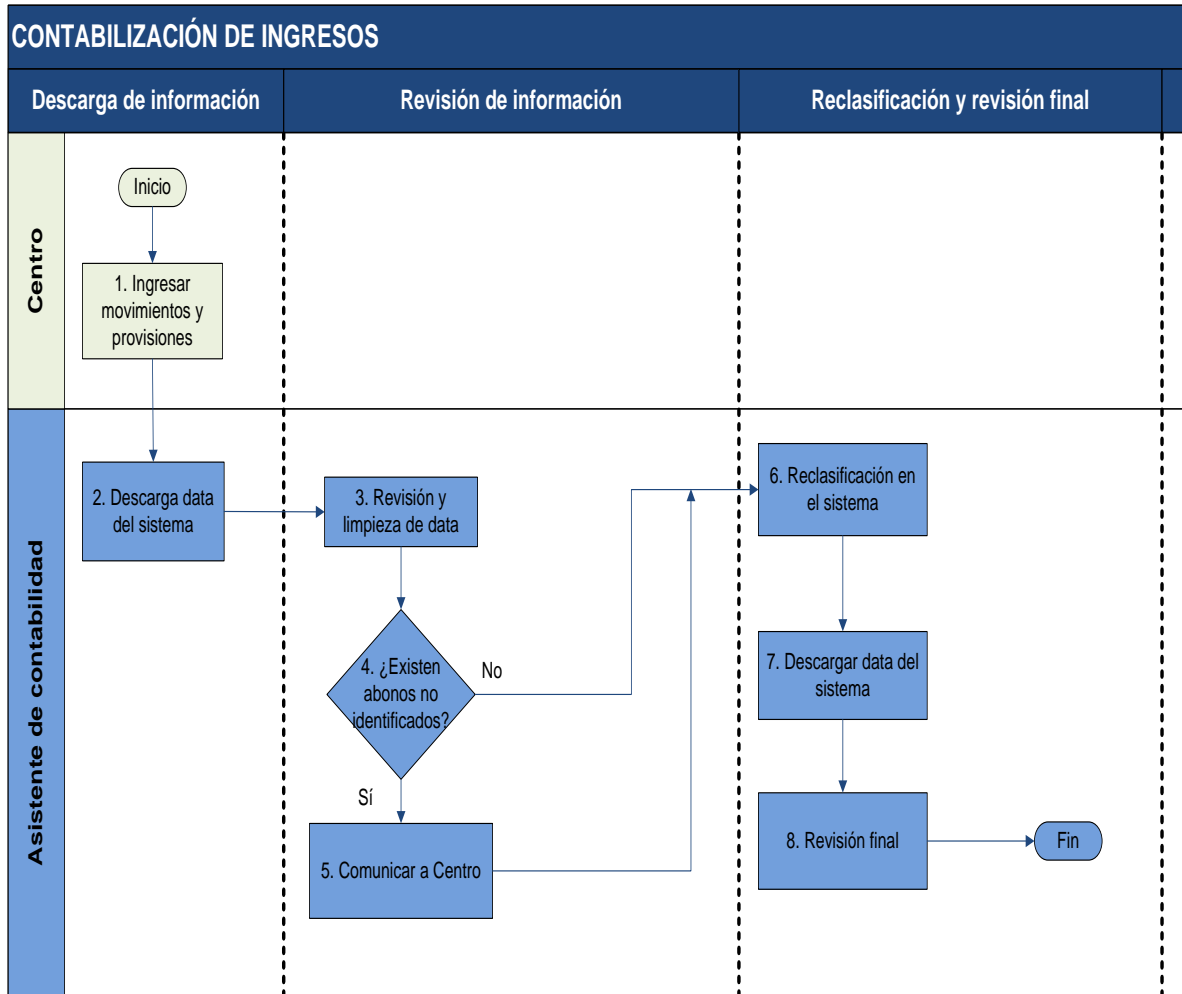 CONTABILIZACIÓN DE INGRESOS
Descarga de información
Revisión de información
Reclasificación y revisión final
Centro
Inicio
1. Ingresar
movimientos y
provisiones
Asistente de contabilidad
2. Descarga data
del sistema
3. Revisión y
limpieza de data
4. ¿Existen
abonos no
identificados?
No
Sí
5. Comunicar a Centro
6. Reclasificación en
el sistema
7. Descargar data del
sistema
8. Revisión final
Fin